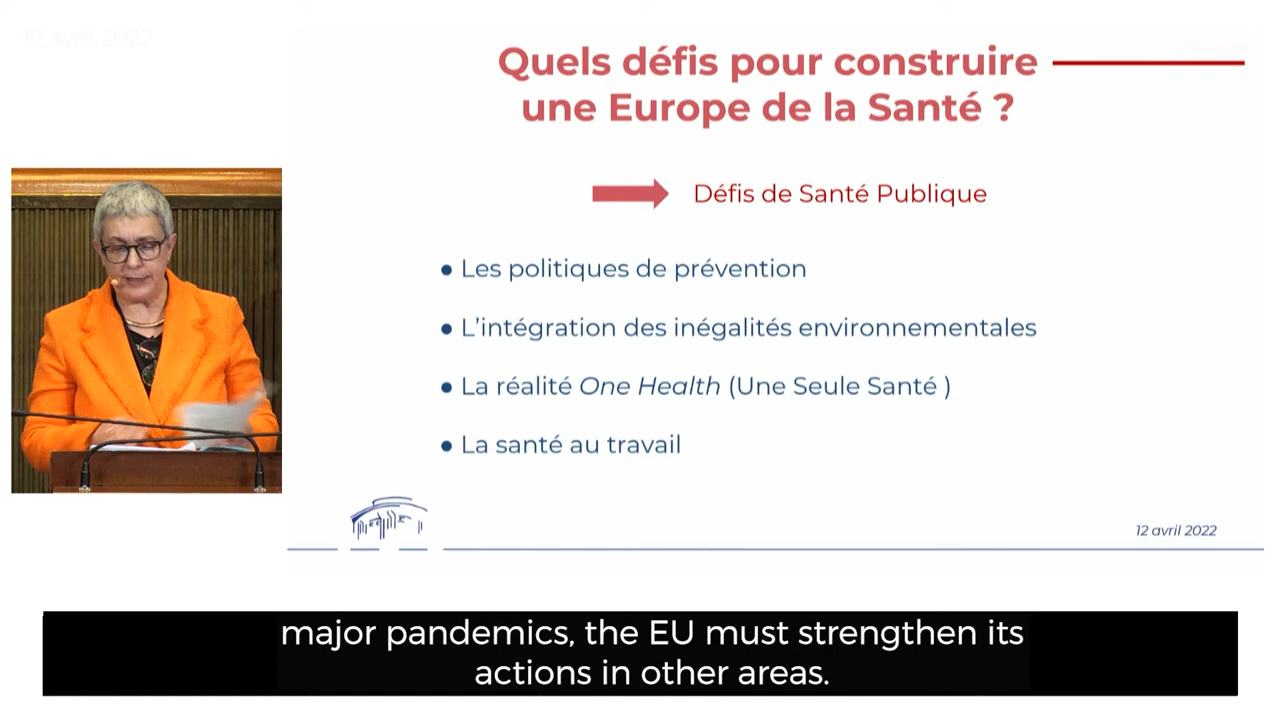 12 avril 2022
Quels défis pour construire
une Europe de la Santé ?
Défis de Santé Publique
• Les politiques de prévention
• L'intégration des inégalités environnementales
• La réalité One Health (Une Seule Santé )
• La santé au travail
12 avril 2022
major pandemics, the EU must strengthen its
actions in other areas.